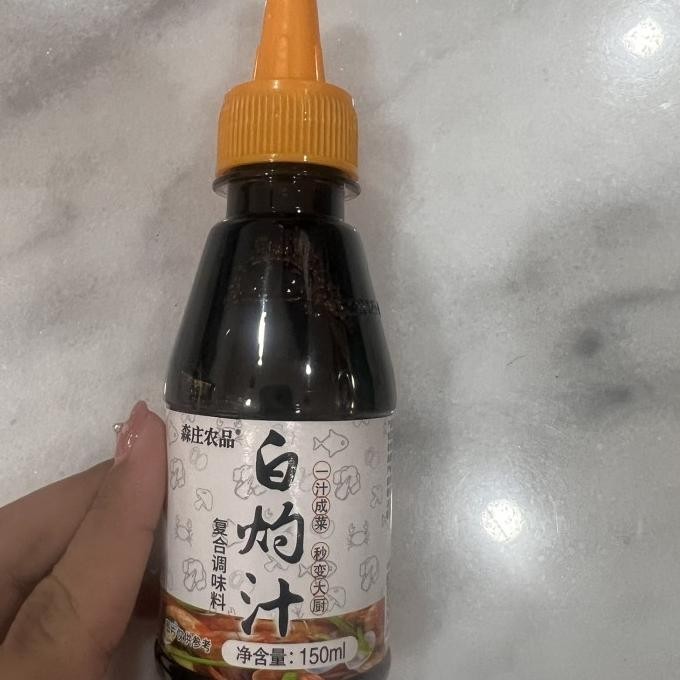 森庄农品®
白灼汁
一汁成菜 秒变大厨
复合调味料
净含量：150ml